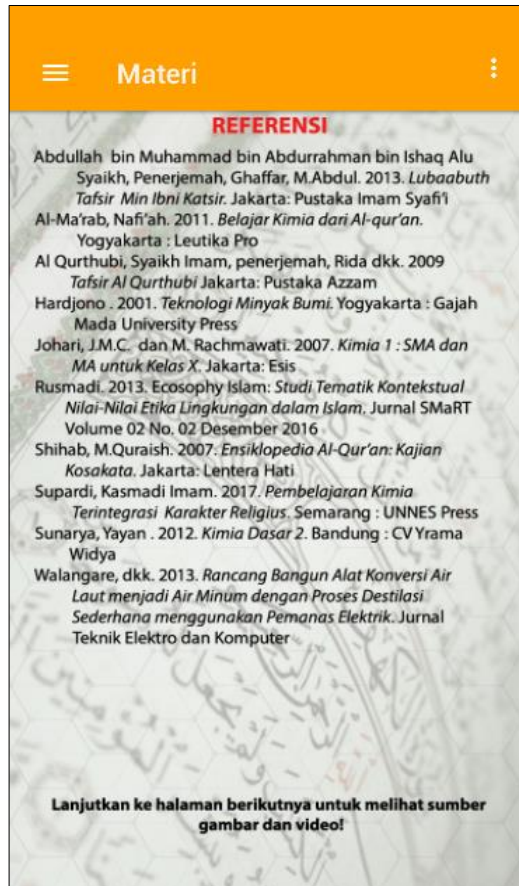 Materi
REFERENSI
Abdullah bin Muhammad bin Abdurrahman bin Ishaq Alu
Syaikh, Penerjemah, Ghaffar, M.Abdul. 2013. Lubaabuth
Tafsir Min Ibni Katsir. Jakarta: Pustaka Imam Syafi'i
Al-Ma'rab, Nafi'ah. 2011. Belajar Kimia dari Al-qur'an.
Yogyakarta : Leutika Pro
Al Qurthubi, Syaikh Imam, penerjemah, Rida dkk. 2009
Tafsir Al Qurthubi Jakarta: Pustaka Azzam
Hardjono . 2001. Teknologi Minyak Bumi. Yogyakarta : Gajah
Mada University Press
Johari, J.M.C. dan M. Rachmawati. 2007. Kimia 1 : SMA dan
MA untuk Kelas X. Jakarta: Esis
Rusmadi. 2013. Ecosophy Islam: Studi Tematik Kontekstual
Nilai-Nilai Etika Lingkungan dalam Islam. Jurnal SMaRT
Volume 02 No. 02 Desember 2016
Shihab, M.Quraish. 2007. Ensiklopedia Al-Qur'an: Kajian
Kosakata. Jakarta: Lentera Hati
Supardi, Kasmadi Imam. 2017. Pembelajaran Kimia
Terintegrasi Karakter Religius. Semarang : UNNES Press
Sunarya, Yayan . 2012. Kimia Dasar 2. Bandung : CV Yrama
Widya
Walangare, dkk. 2013. Rancang Bangun Alat Konversi Air
Laut menjadi Air Minum dengan Proses Destilasi
Sederhana menggunakan Pemanas Elektrik. Jurnal
Teknik Elektro dan Komputer
Lanjutkan ke halaman berikutnya untuk melihat sumber
gambar dan video!